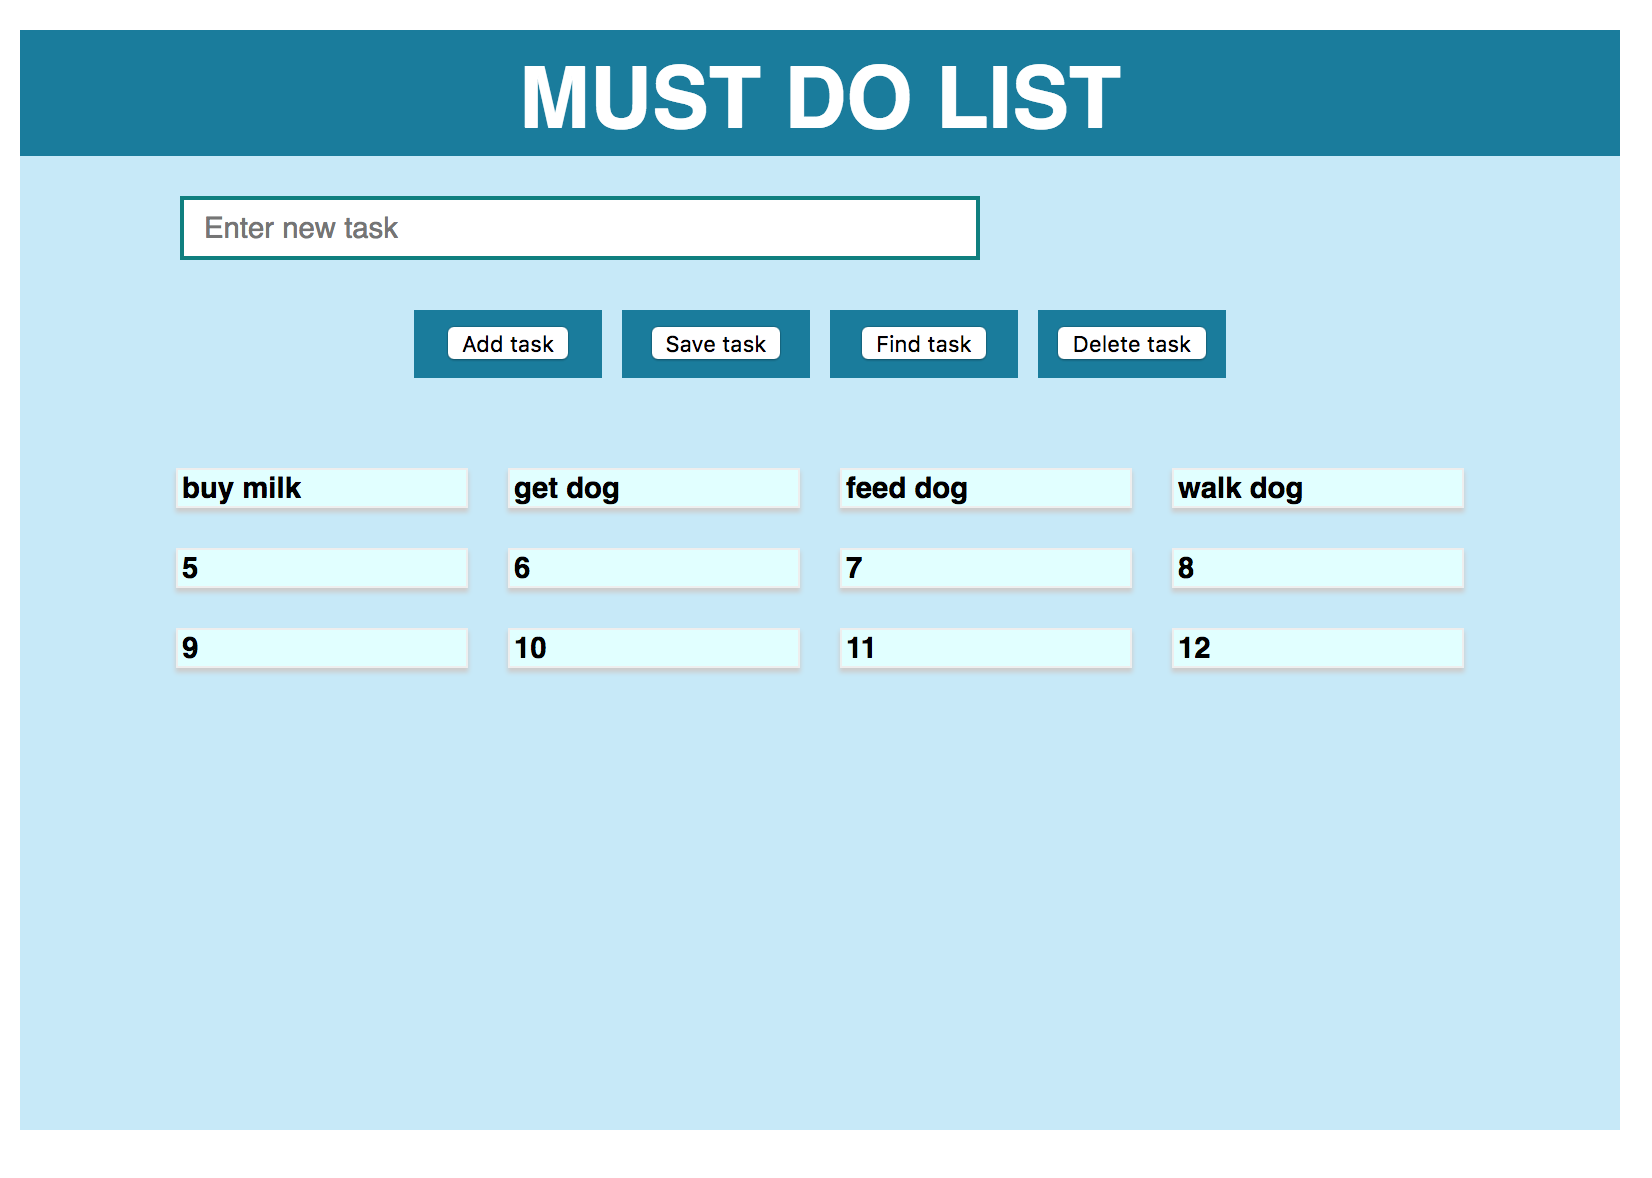 MUST DO LIST
Enter new task
Add task Save task Find task Delete task
buy milk get dog feed dog walk dog
5 6 7 8
9 10 11 12